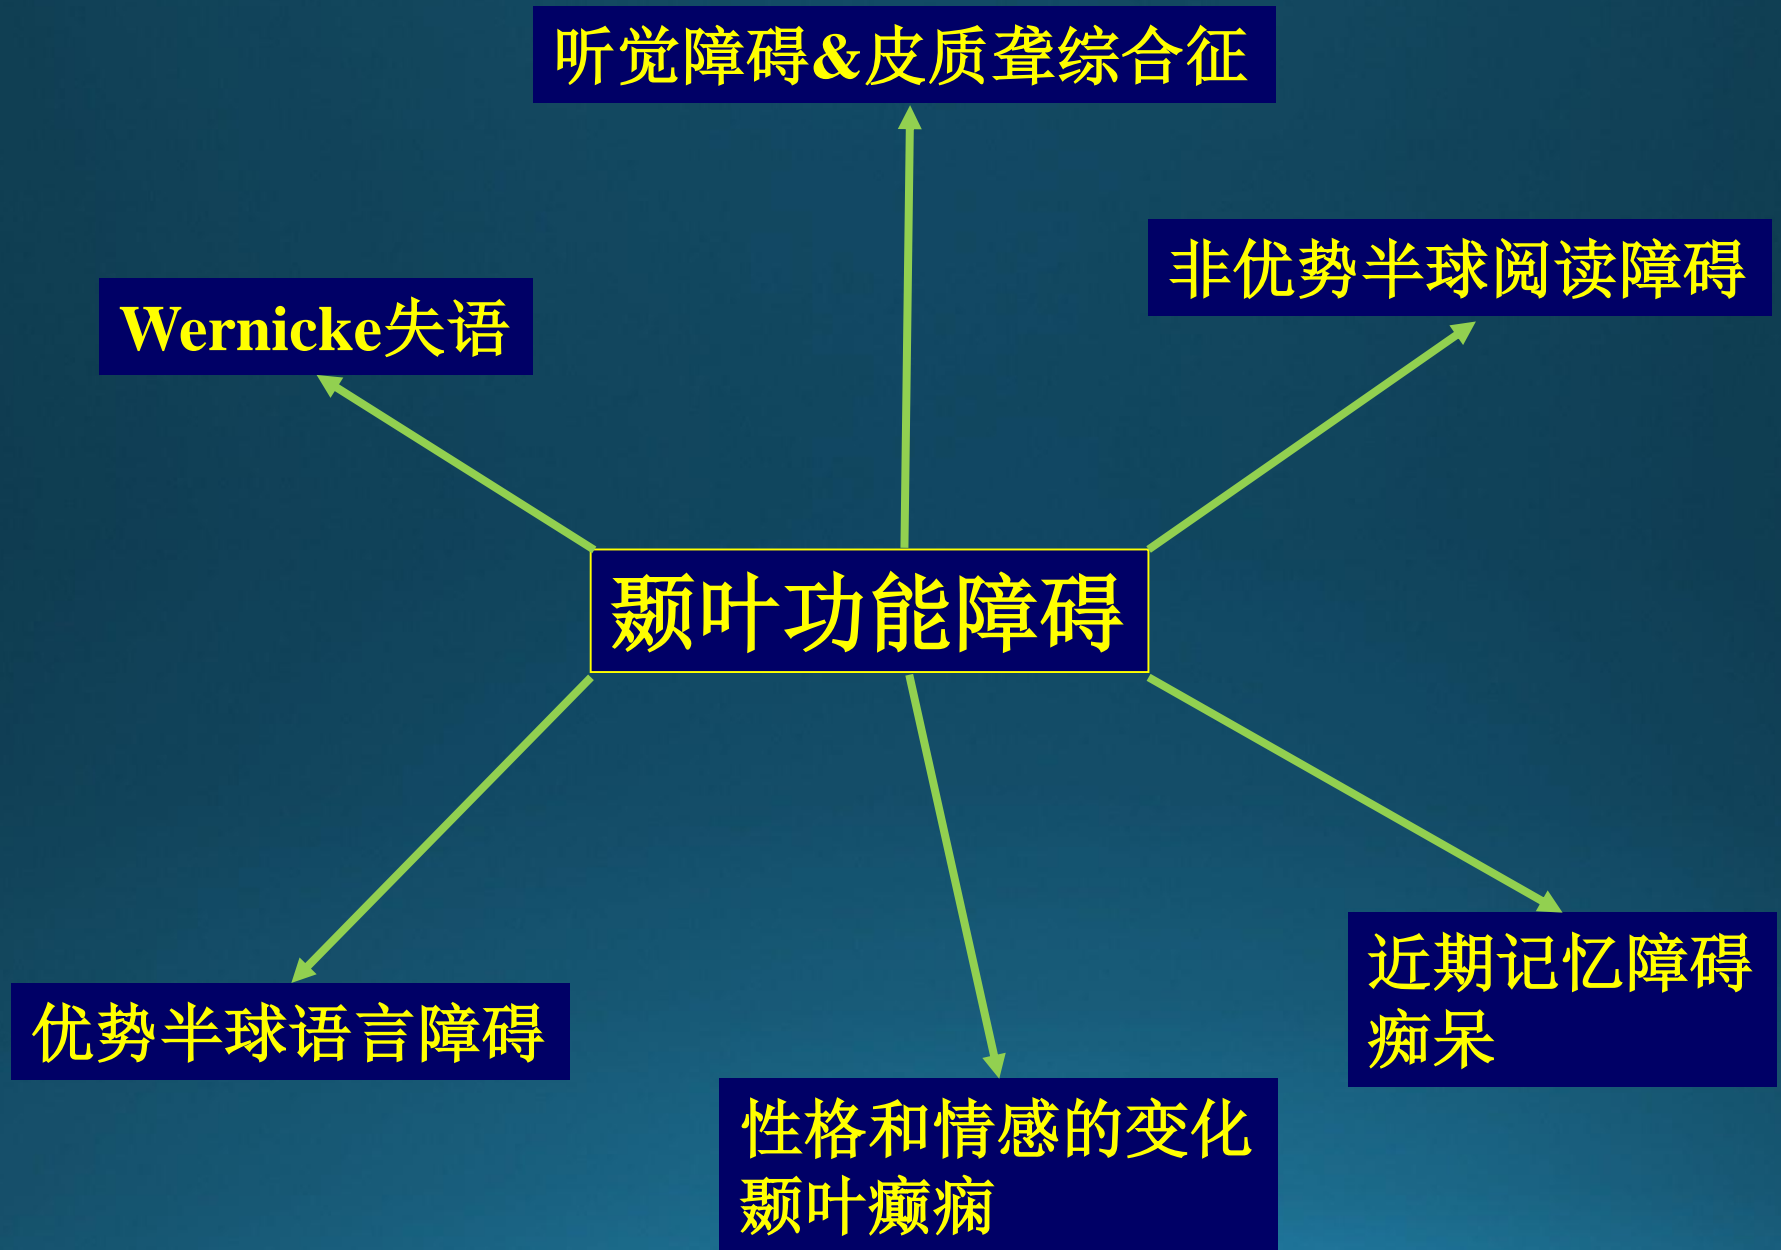 听觉障碍&皮质聋综合征
非优势半球阅读障碍
Wernicke失语
颞叶功能障碍
近期记忆障碍
痴呆
优势半球语言障碍
性格和情感的变化
颞叶癫痫